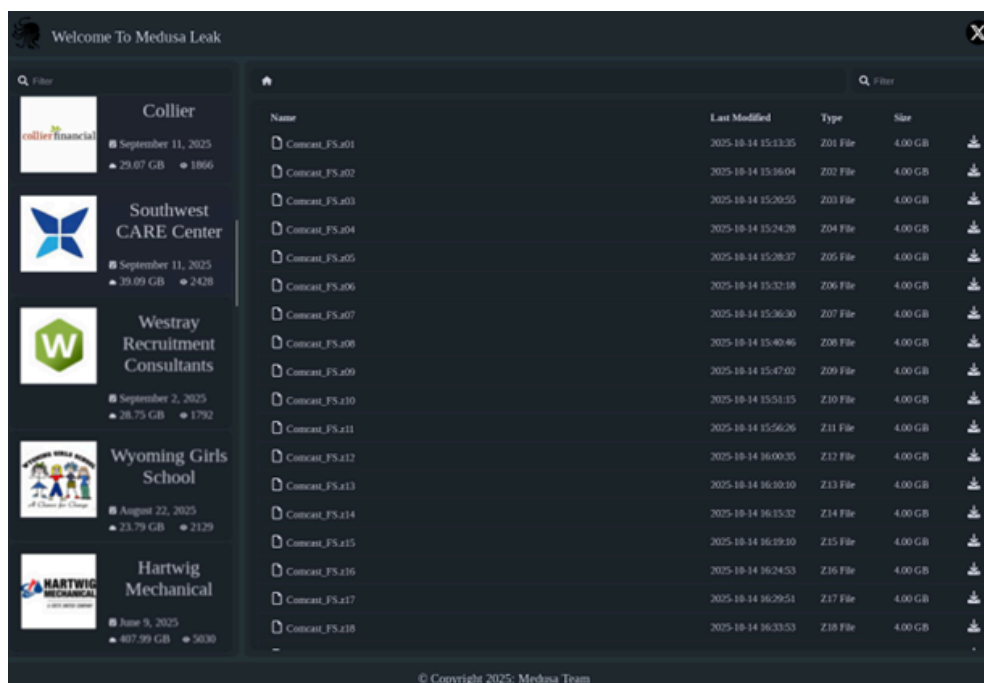 Welcome To Medusa Leak
X
Filter
collierfinancial
Collier
September 11, 2025
29.07 GB 1866
Southwest
CARE Center
September 11, 2025
39.09 GB 2428
W
Westray
Recruitment
Consultants
September 2, 2025
28.75 GB 1792
WYOMING GIRLS SCHOOL
A Chance for Change
Wyoming Girls
School
August 22, 2025
23.79 GB 2129
HARTWIG
MECHANICAL
Hartwig
Mechanical
June 9, 2025
407.99 GB 5030
Filter
Name Last Modified Type Size
Comcast_FS.z01 2025-10-14 15:13:35 Z01 File 4.00 GB
Comcast_FS.z02 2025-10-14 15:16:04 Z02 File 4.00 GB
Comcast_FS.z03 2025-10-14 15:20:55 Z03 File 4.00 GB
Comcast_FS.z04 2025-10-14 15:24:28 Z04 File 4.00 GB
Comcast_FS.z05 2025-10-14 15:28:37 Z05 File 4.00 GB
Comcast_FS.z06 2025-10-14 15:32:18 Z06 File 4.00 GB
Comcast_FS.z07 2025-10-14 15:36:30 Z07 File 4.00 GB
Comcast_FS.z08 2025-10-14 15:40:46 Z08 File 4.00 GB
Comcast_FS.z09 2025-10-14 15:47:02 Z09 File 4.00 GB
Comcast_FS.z10 2025-10-14 15:51:15 Z10 File 4.00 GB
Comcast_FS.z11 2025-10-14 15:56:26 Z11 File 4.00 GB
Comcast_FS.z12 2025-10-14 16:00:35 Z12 File 4.00 GB
Comcast_FS.z13 2025-10-14 16:10:10 Z13 File 4.00 GB
Comcast_FS.z14 2025-10-14 16:15:32 Z14 File 4.00 GB
Comcast_FS.z15 2025-10-14 16:19:10 Z15 File 4.00 GB
Comcast_FS.z16 2025-10-14 16:24:53 Z16 File 4.00 GB
Comcast_FS.z17 2025-10-14 16:29:51 Z17 File 4.00 GB
Comcast_FS.z18 2025-10-14 16:33:53 Z18 File 4.00 GB
© Copyright 2025: Medusa Team